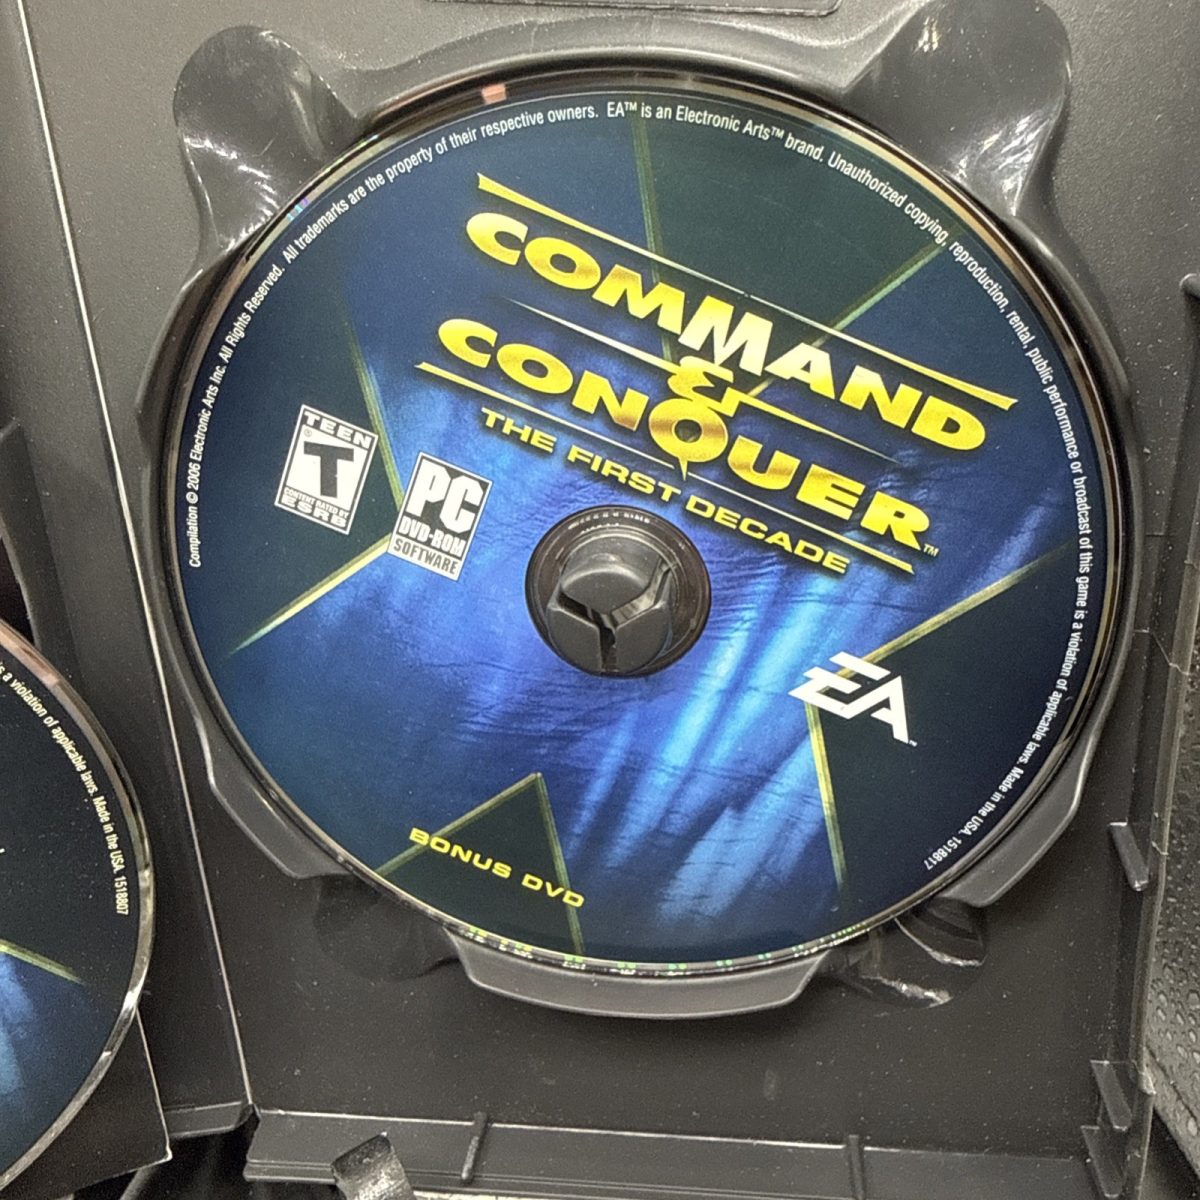 Compilation © 2006 Electronic Arts Inc. All Rights Reserved. All trademarks are the property of their respective owners. EA™ is an Electronic Arts™ brand. Unauthorized copying, reproduction, rental, public performance or broadcast of this game is a violation of applicable laws. Made in the USA. 1518817
COMMAND
&
CONQUER™
THE FIRST DECADE
TEEN
T
CONTENT RATED BY
ESRB
PC
DVD-ROM
SOFTWARE
EA™
BONUS DVD
is a violation of applicable laws. Made in the USA. 1518807